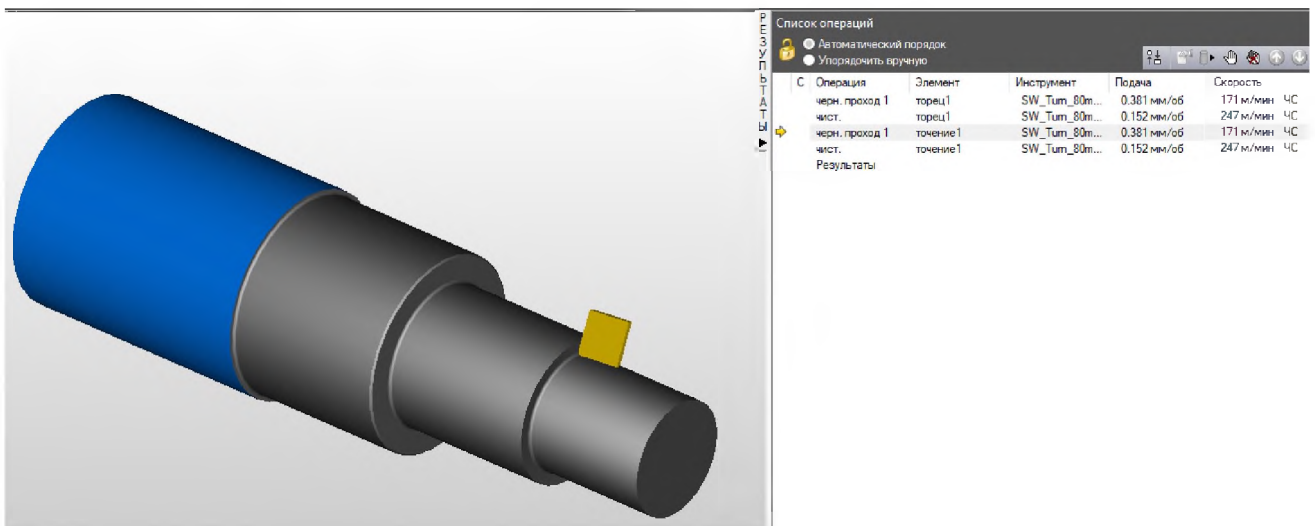 РЕЗУЛЬТАТЫ
Список операций
Автоматический порядок
Упорядочить вручную
С Операция Элемент Инструмент Подача Скорость
черн. проход 1 торец1 SW_Turn_80m... 0.381 мм/об 171 м/мин ЧС
чист. торец1 SW_Turn_80m... 0.152 мм/об 247 м/мин ЧС
черн. проход 1 точение1 SW_Turn_80m... 0.381 мм/об 171 м/мин ЧС
чист. точение1 SW_Turn_80m... 0.152 мм/об 247 м/мин ЧС
Результаты